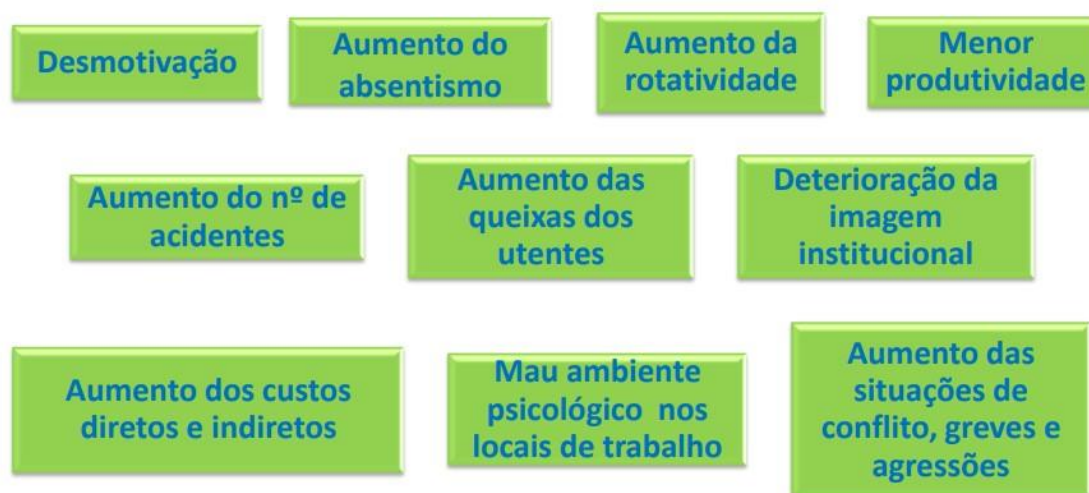 Desmotivação
Aumento do
absentismo
Aumento da
rotatividade
Menor
produtividade
Aumento do nº de
acidentes
Aumento das
queixas dos
utentes
Deterioração da
imagem
institucional
Aumento dos custos
diretos e indiretos
Mau ambiente
psicológico nos
locais de trabalho
Aumento das
situações de
conflito, greves e
agressões